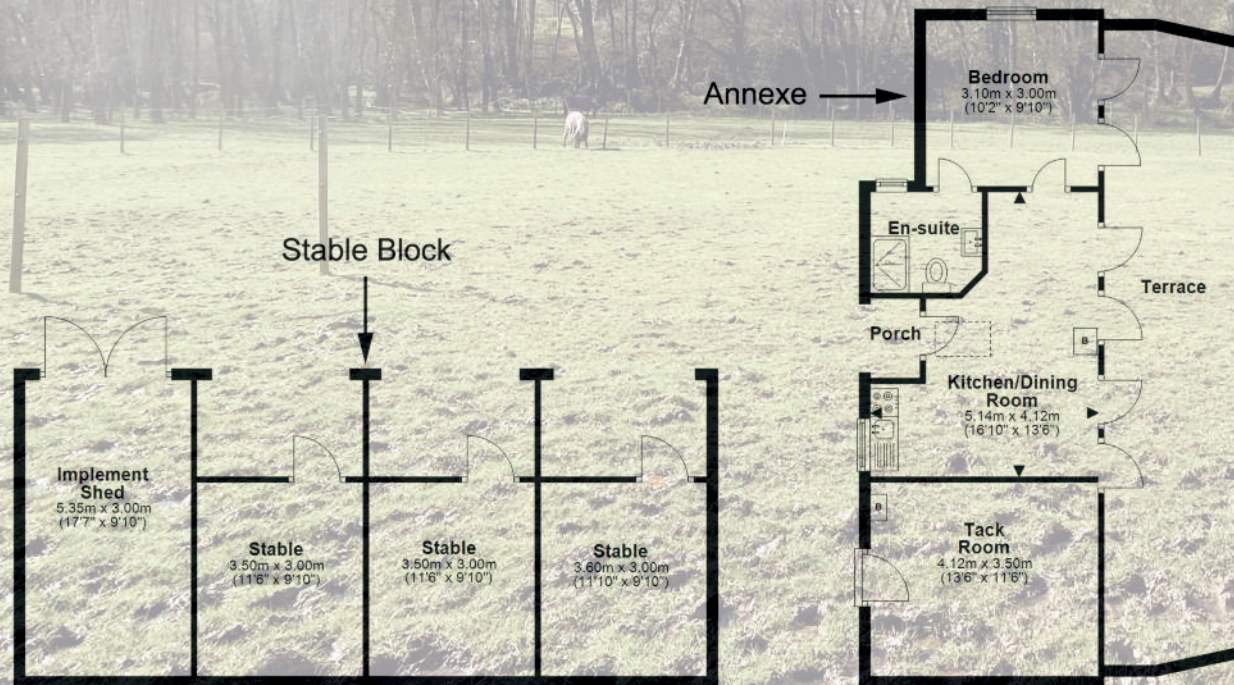 Annexe
Bedroom
3.10m x 3.00m
(10'2" x 9'10")
En-suite
Terrace
Porch
Kitchen/Dining
Room
5.14m x 4.12m
(16'10" x 13'6")
B
B
Tack
Room
4.12m x 3.50m
(13'6" x 11'6")
Stable Block
Implement
Shed
5.35m x 3.00m
(17'7" x 9'10")
Stable
3.50m x 3.00m
(11'6" x 9'10")
Stable
3.50m x 3.00m
(11'6" x 9'10")
Stable
3.60m x 3.00m
(11'10" x 9'10")